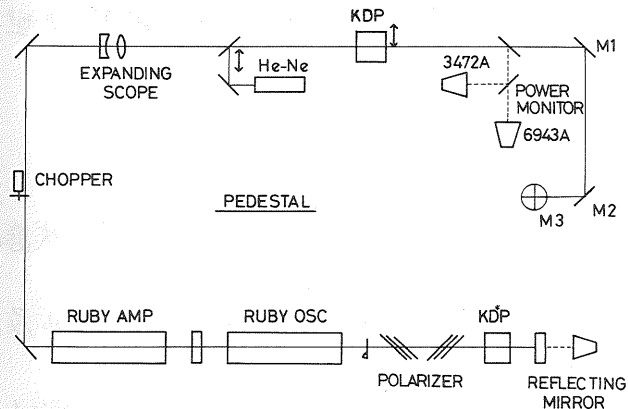 KDP
M1
He-Ne
3472A
EXPANDING
SCOPE
POWER
MONITOR
6943A
CHOPPER
PEDESTAL
M3
M2
RUBY AMP
RUBY OSC
KD*P
POLARIZER
REFLECTING
MIRROR